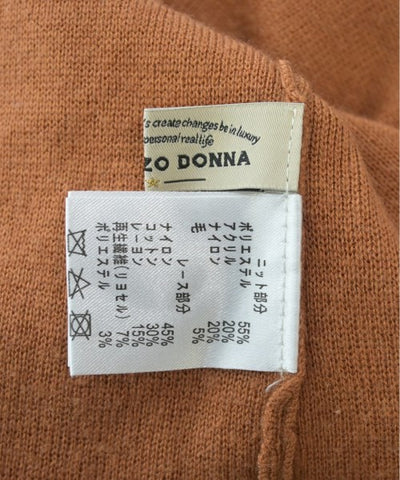 's create changes be in luxury
personal real life
ZO DONNA
ニット部分
ポリエステル 55%
アクリル 20%
ナイロン 20%
毛 5%
レース部分
ナイロン 45%
コットン 30%
レーヨン 15%
再生繊維(リヨセル) 7%
ポリエステル 3%